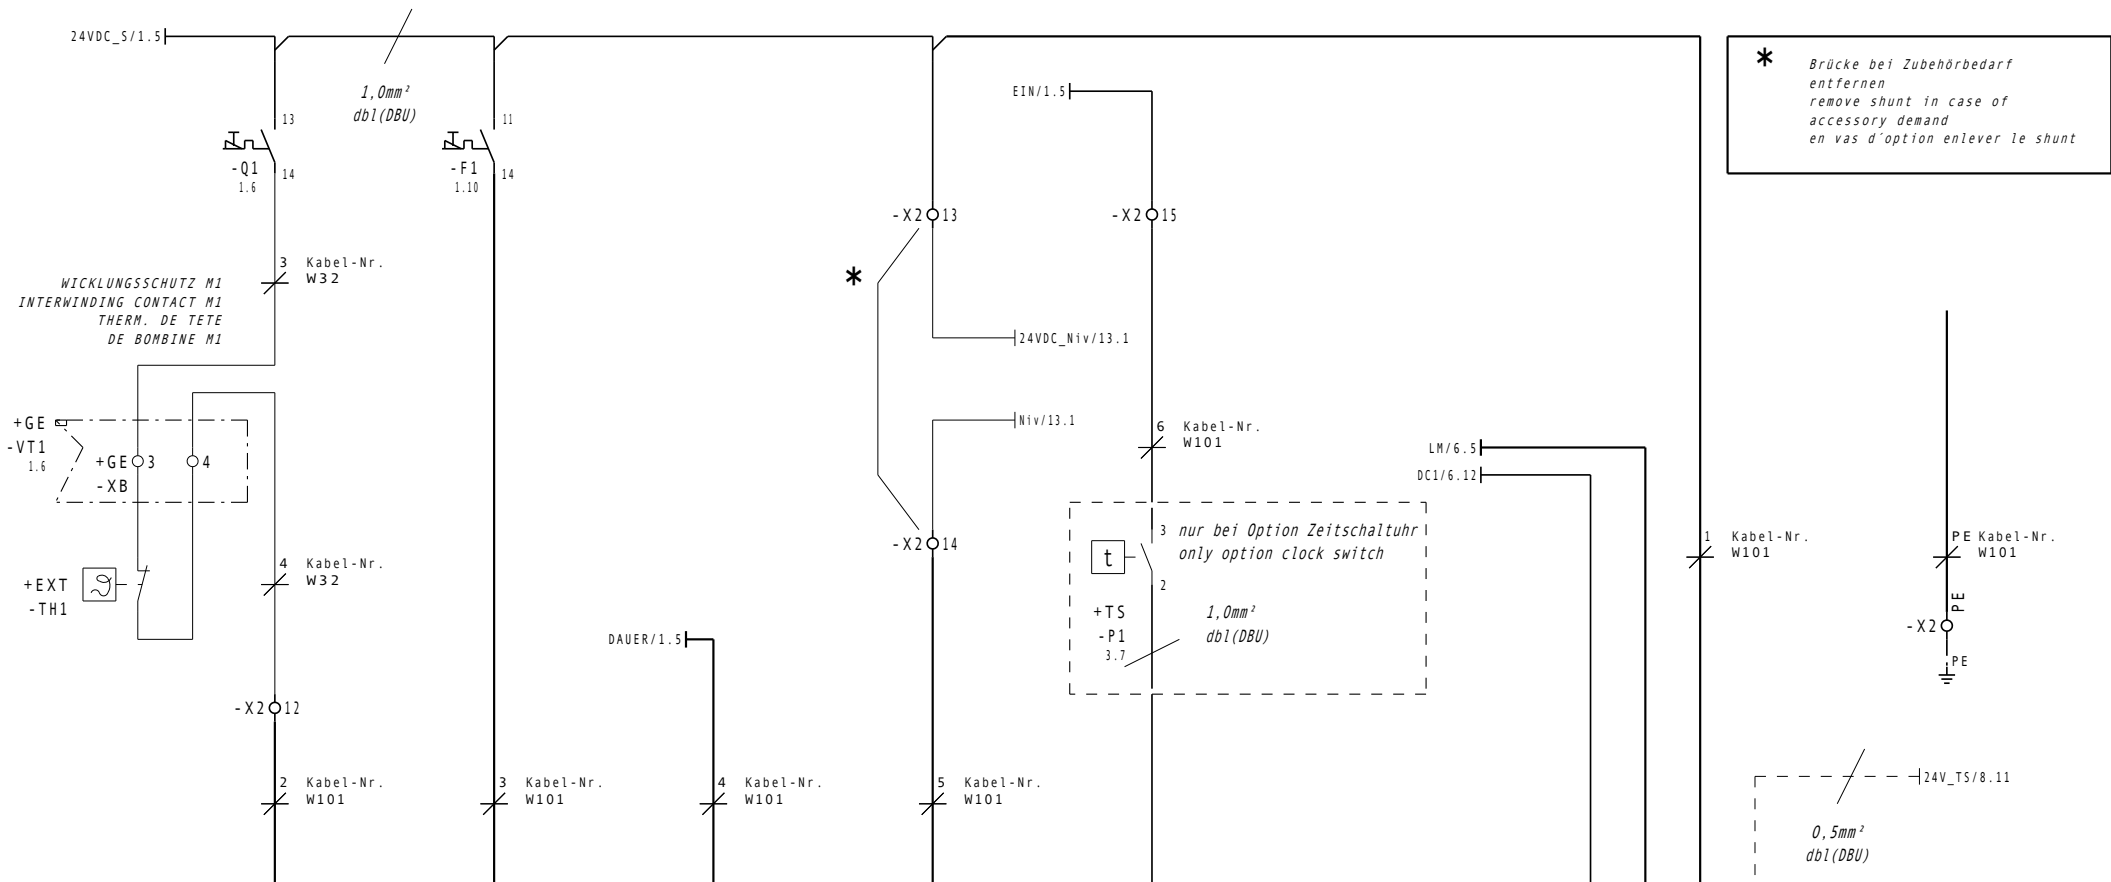 24VDC_S/1.5
1,0mm²
dbl(DBU)
13
-Q1
1.6
14
11
-F1
1.10
14
EIN/1.5
* Brücke bei Zubehörbedarf
entfernen
remove shunt in case of
accessory demand
en vas d´option enlever le shunt
-X2 13
-X2 15
3 Kabel-Nr.
W32
WICKLUNGSSCHUTZ M1
INTERWINDING CONTACT M1
THERM. DE TETE
DE BOMBINE M1
*
24VDC_Niv/13.1
Niv/13.1
+GE
-VT1
1.6
+GE 3
-XB
4
6 Kabel-Nr.
W101
LM/6.5
DC1/6.12
-X2 14
3 nur bei Option Zeitschaltuhr
only option clock switch
t
2
+TS
-P1
3.7
1,0mm²
dbl(DBU)
+EXT
-TH1
4 Kabel-Nr.
W32
DAUER/1.5
1 Kabel-Nr.
W101
PE Kabel-Nr.
W101
PE
-X2
PE
-X2 12
2 Kabel-Nr.
W101
3 Kabel-Nr.
W101
4 Kabel-Nr.
W101
5 Kabel-Nr.
W101
24V_TS/8.11
0,5mm²
dbl(DBU)